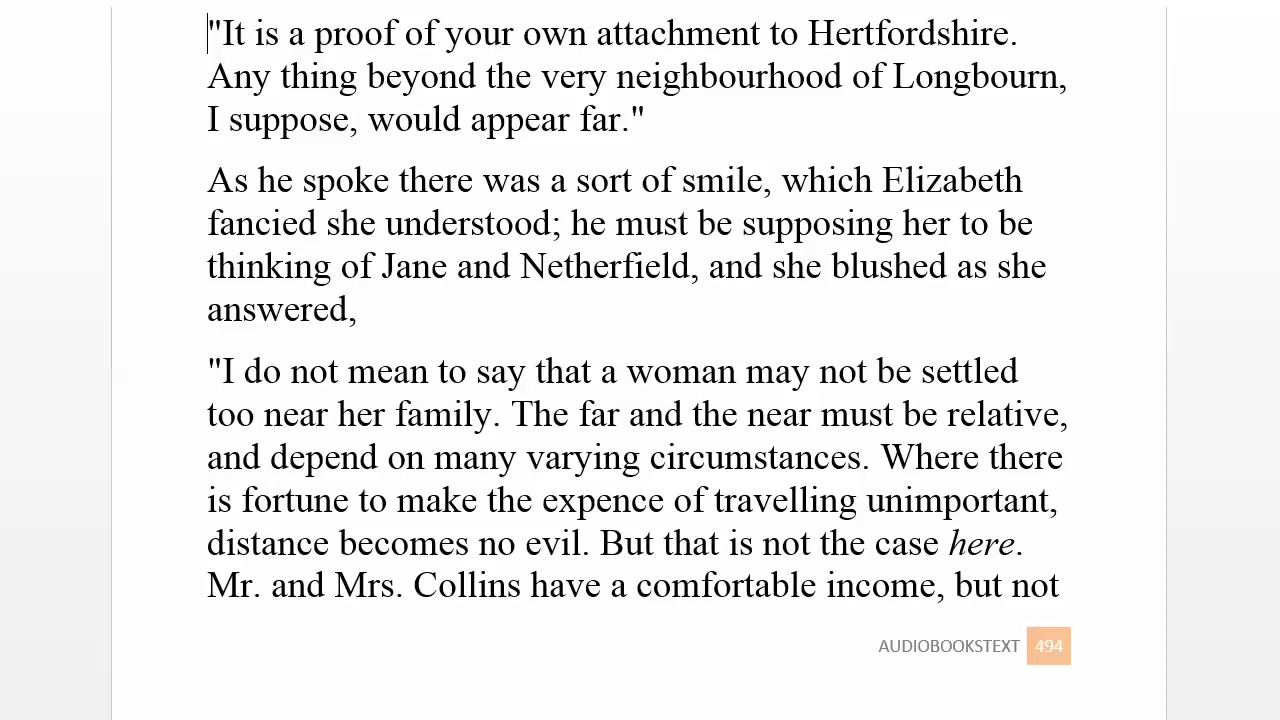 "It is a proof of your own attachment to Hertfordshire.
Any thing beyond the very neighbourhood of Longbourn,
I suppose, would appear far."
As he spoke there was a sort of smile, which Elizabeth
fancied she understood; he must be supposing her to be
thinking of Jane and Netherfield, and she blushed as she
answered,
"I do not mean to say that a woman may not be settled
too near her family. The far and the near must be relative,
and depend on many varying circumstances. Where there
is fortune to make the expence of travelling unimportant,
distance becomes no evil. But that is not the case here.
Mr. and Mrs. Collins have a comfortable income, but not
AUDIOBOOKSTEXT 494